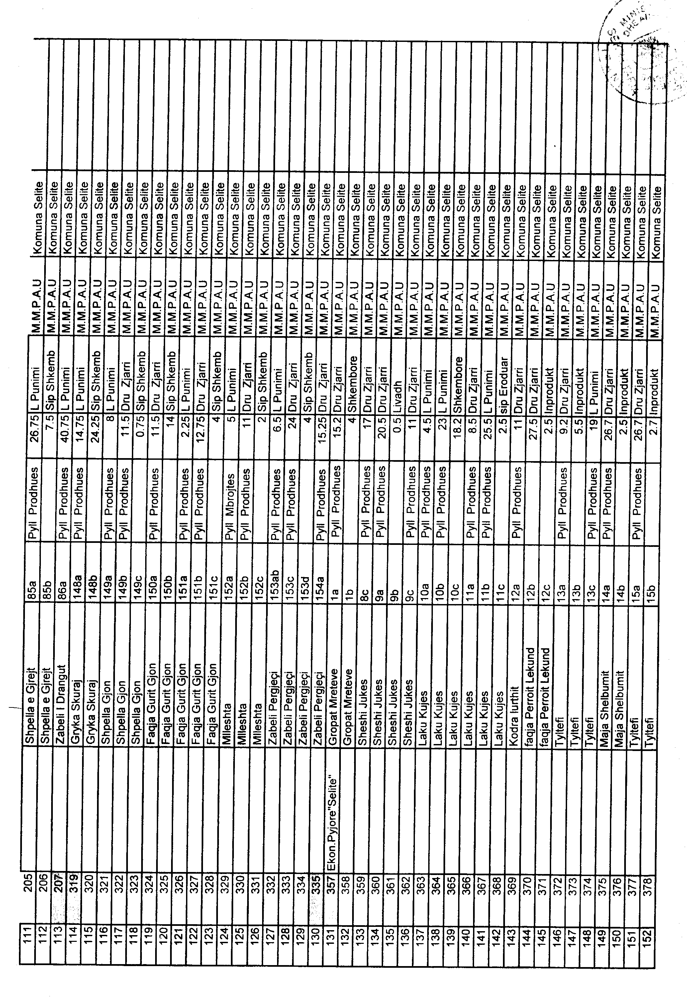 111 205 Shpella e Gjrejt 85a Pyll Prodhues 26.75 L Punimi M.M.P.A.U Komuna Selite
112 206 Shpella e Gjrejt 85b 7.5 Sip Shkemb M.M.P.A.U Komuna Selite
113 207 Zabeli I Drangut 86a Pyll Prodhues 40.75 L Punimi M.M.P.A.U Komuna Selite
114 319 Gryka Skuraj 148a Pyll Prodhues 14.75 L Punimi M.M.P.A.U Komuna Selite
115 320 Gryka Skuraj 148b 24.25 Sip Shkemb M.M.P.A.U Komuna Selite
116 321 Shpella Gjon 149a Pyll Prodhues 8 L Punimi M.M.P.A.U Komuna Selite
117 322 Shpella Gjon 149b Pyll Prodhues 11.5 Dru Zjarri M.M.P.A.U Komuna Selite
118 323 Shpella Gjon 149c 0.75 Sip Shkemb M.M.P.A.U Komuna Selite
119 324 Faqja Gurit Gjon 150a Pyll Prodhues 11.5 Dru Zjarri M.M.P.A.U Komuna Selite
120 325 Faqja Gurit Gjon 150b 14 Sip Shkemb M.M.P.A.U Komuna Selite
121 326 Faqja Gurit Gjon 151a Pyll Prodhues 2.25 L Punimi M.M.P.A.U Komuna Selite
122 327 Faqja Gurit Gjon 151b Pyll Prodhues 12.75 Dru Zjarri M.M.P.A.U Komuna Selite
123 328 Faqja Gurit Gjon 151c 4 Sip Shkemb M.M.P.A.U Komuna Selite
124 329 Mlleshta 152a Pyll Mbrojtes 5 L Punimi M.M.P.A.U Komuna Selite
125 330 Mlleshta 152b Pyll Prodhues 11 Dru Zjarri M.M.P.A.U Komuna Selite
126 331 Mlleshta 152c 2 Sip Shkemb M.M.P.A.U Komuna Selite
127 332 Zabeli Pergjeçi 153ab Pyll Prodhues 6.5 L Punimi M.M.P.A.U Komuna Selite
128 333 Zabeli Pergjeçi 153c Pyll Prodhues 24 Dru Zjarri M.M.P.A.U Komuna Selite
129 334 Zabeli Pergjeçi 153d 4 Sip Shkemb M.M.P.A.U Komuna Selite
130 335 Zabeli Pergjeçi 154a Pyll Prodhues 15.25 Dru Zjarri M.M.P.A.U Komuna Selite
131 357 Ekon.Pyjore"Selite" Gropat Mreteve 1a Pyll Prodhues 15.2 Dru Zjarri M.M.P.A.U Komuna Selite
132 358 Gropat Mreteve 1b 4 Shkembore M.M.P.A.U Komuna Selite
133 359 Sheshi Jukes 8c Pyll Prodhues 17 Dru Zjarri M.M.P.A.U Komuna Selite
134 360 Sheshi Jukes 9a Pyll Prodhues 20.5 Dru Zjarri M.M.P.A.U Komuna Selite
135 361 Sheshi Jukes 9b 0.5 Livadh M.M.P.A.U Komuna Selite
136 362 Sheshi Jukes 9c Pyll Prodhues 11 Dru Zjarri M.M.P.A.U Komuna Selite
137 363 Laku Kujes 10a Pyll Prodhues 4.5 L Punimi M.M.P.A.U Komuna Selite
138 364 Laku Kujes 10b Pyll Prodhues 23 L Punimi M.M.P.A.U Komuna Selite
139 365 Laku Kujes 10c 18.2 Shkembore M.M.P.A.U Komuna Selite
140 366 Laku Kujes 11a Pyll Prodhues 8.5 Dru Zjarri M.M.P.A.U Komuna Selite
141 367 Laku Kujes 11b Pyll Prodhues 25.5 L Punimi M.M.P.A.U Komuna Selite
142 368 Laku Kujes 11c 2.5 sip Eroduar M.M.P.A.U Komuna Selite
143 369 Kodra Iurthit 12a Pyll Prodhues 11 Dru Zjarri M.M.P.A.U Komuna Selite
144 370 faqja Perroit Lekund 12b 27.5 Dru Zjarri M.M.P.A.U Komuna Selite
145 371 faqja Perroit Lekund 12c 2.5 Inprodukt M.M.P.A.U Komuna Selite
146 372 Tyltefi 13a Pyll Prodhues 9.2 Dru Zjarri M.M.P.A.U Komuna Selite
147 373 Tyltefi 13b 5.5 Inprodukt M.M.P.A.U Komuna Selite
148 374 Tyltefi 13c Pyll Prodhues 19 L Punimi M.M.P.A.U Komuna Selite
149 375 Maja Shelbumit 14a Pyll Prodhues 26.7 Dru Zjarri M.M.P.A.U Komuna Selite
150 376 Maja Shelbumit 14b 2.5 Inprodukt M.M.P.A.U Komuna Selite
151 377 Tyltefi 15a Pyll Prodhues 26.7 Dru Zjarri M.M.P.A.U Komuna Selite
152 378 Tyltefi 15b 2.7 Inprodukt M.M.P.A.U Komuna Selite